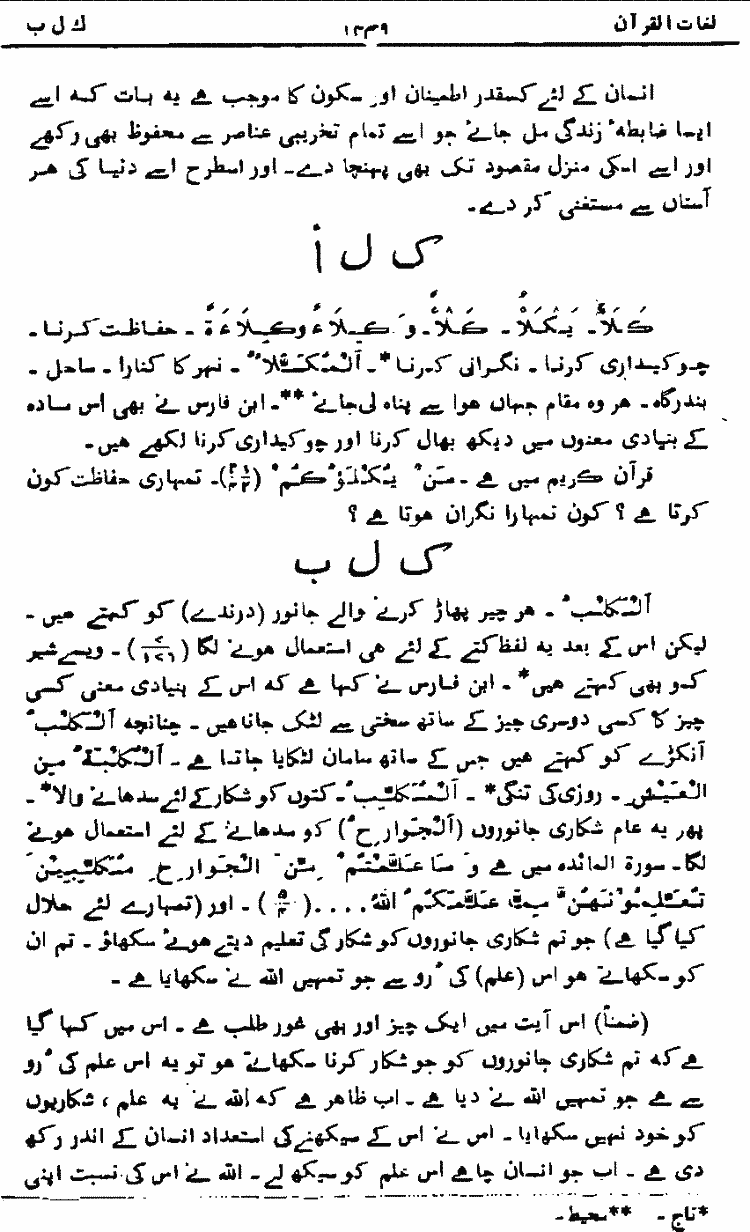 لغات القرآن ۱۴۴۹ ك ل ب
انسان کے لئے کسقدر اطمینان اور سکون کا موجب ہے یہ بات کہ اسے
ایسا ضابطہٴ زندگی مل جائے جو اسے تمام تخریبی عناصر سے محفوظ بھی رکھے
اور اسے اسکی منزل مقصود تک بھی پہنچا دے۔ اور اسطرح اسے دنیا کی ہر
آستاں سے مستغنی کر دے۔
ک ل أ
كَلَأَ۔ يَكْلَأُ۔ كَلْأً۔ وَ كِلَاءً وَكِلَاءَةً ۔ حفاظت کرنا۔
چوکیداری کرنا ۔ نگرانی کرنا*۔ اَلْمُكَلَّلَاءُ ۔ نہر کا کنارا ۔ ساحل ۔
بندرگاہ۔ ہر وہ مقام جہاں ہوا سے پناہ لی جائے **۔ ابن فارس نے بھی اس مادہ
کے بنیادی معنوں میں دیکھ بھال کرنا اور چوکیداری کرنا لکھے ہیں۔
قرآن کریم میں ہے ۔ مَنْ يَكْلَؤُكُمْ ۔ تمہاری حفاظت کون
کرتا ہے ؟ کون تمہارا نگران ہوتا ہے ؟
ک ل ب
اَلْكَلْبُ ۔ ہر چیر پھاڑ کرنے والے جانور (درندے) کو کہتے ہیں ۔
لیکن اس کے بعد یہ لفظ کتے کے لئے ہی استعمال ہونے لگا (۷/۱۷۶) ۔ ویسے شیر
کو بھی کہتے ہیں* ۔ ابن فارس نے کہا ہے کہ اس کے بنیادی معنی کسی
چیز کا کسی دوسری چیز کے ساتھ سختی سے لٹک جانا ہیں ۔ چنانچہ اَلْكَلْبُ
آنکڑے کو کہتے ہیں جس کے ساتھ سامان لٹکایا جاتا ہے ۔ اَلْكُلْبَةُ مِنَ
الْعَيْشِ ۔ روزی کی تنگی* ۔ اَلْمُكَلِّبُ ۔ کتوں کو شکار کے لئے سدھانے والا* ۔
پھر یہ عام شکاری جانوروں (اَلْجَوَارِحُ) کو سدھانے کے لئے استعمال ہونے
لگا۔ سورة المائدہ میں ہے وَ مَا عَلَّمْتُمْ مِّنَ الْجَوَارِحِ مُكَلِّبِيْنَ
تُعَلِّمُوْنَهُنَّ مِمَّا عَلَّمَكُمُ اللّٰهُ....(۵/۴) ۔ اور (تمہارے لئے حلال
کیا گیا ہے) جو تم شکاری جانوروں کو شکار کی تعلیم دیتے ہوئے سکھاؤ ۔ تم ان
کو سکھاتے ہو اس (علم) کی ُرو سے جو تمہیں اللہ نے سکھایا ہے ۔
(ضمناً) اس آیت میں ایک چیز اور بھی غور طلب ہے ۔ اس میں کہا گیا
ہے کہ تم شکاری جانوروں کو جو شکار کرنا سکھاتے ہو تو یہ اس علم کی ُرو
سے ہے جو تمہیں اللہ نے دیا ہے ۔ اب ظاہر ہے کہ اللہ نے یہ علم ، شکاریوں
کو خود نہیں سکھایا ۔ اس نے اس کے سیکھنے کی استعداد انسان کے اندر رکھ
دی ہے ۔ اب جو انسان چاہے اس علم کو سیکھ لے ۔ اللہ نے اس کی نسبت اپنی
*تاج ۔ **محیط ۔